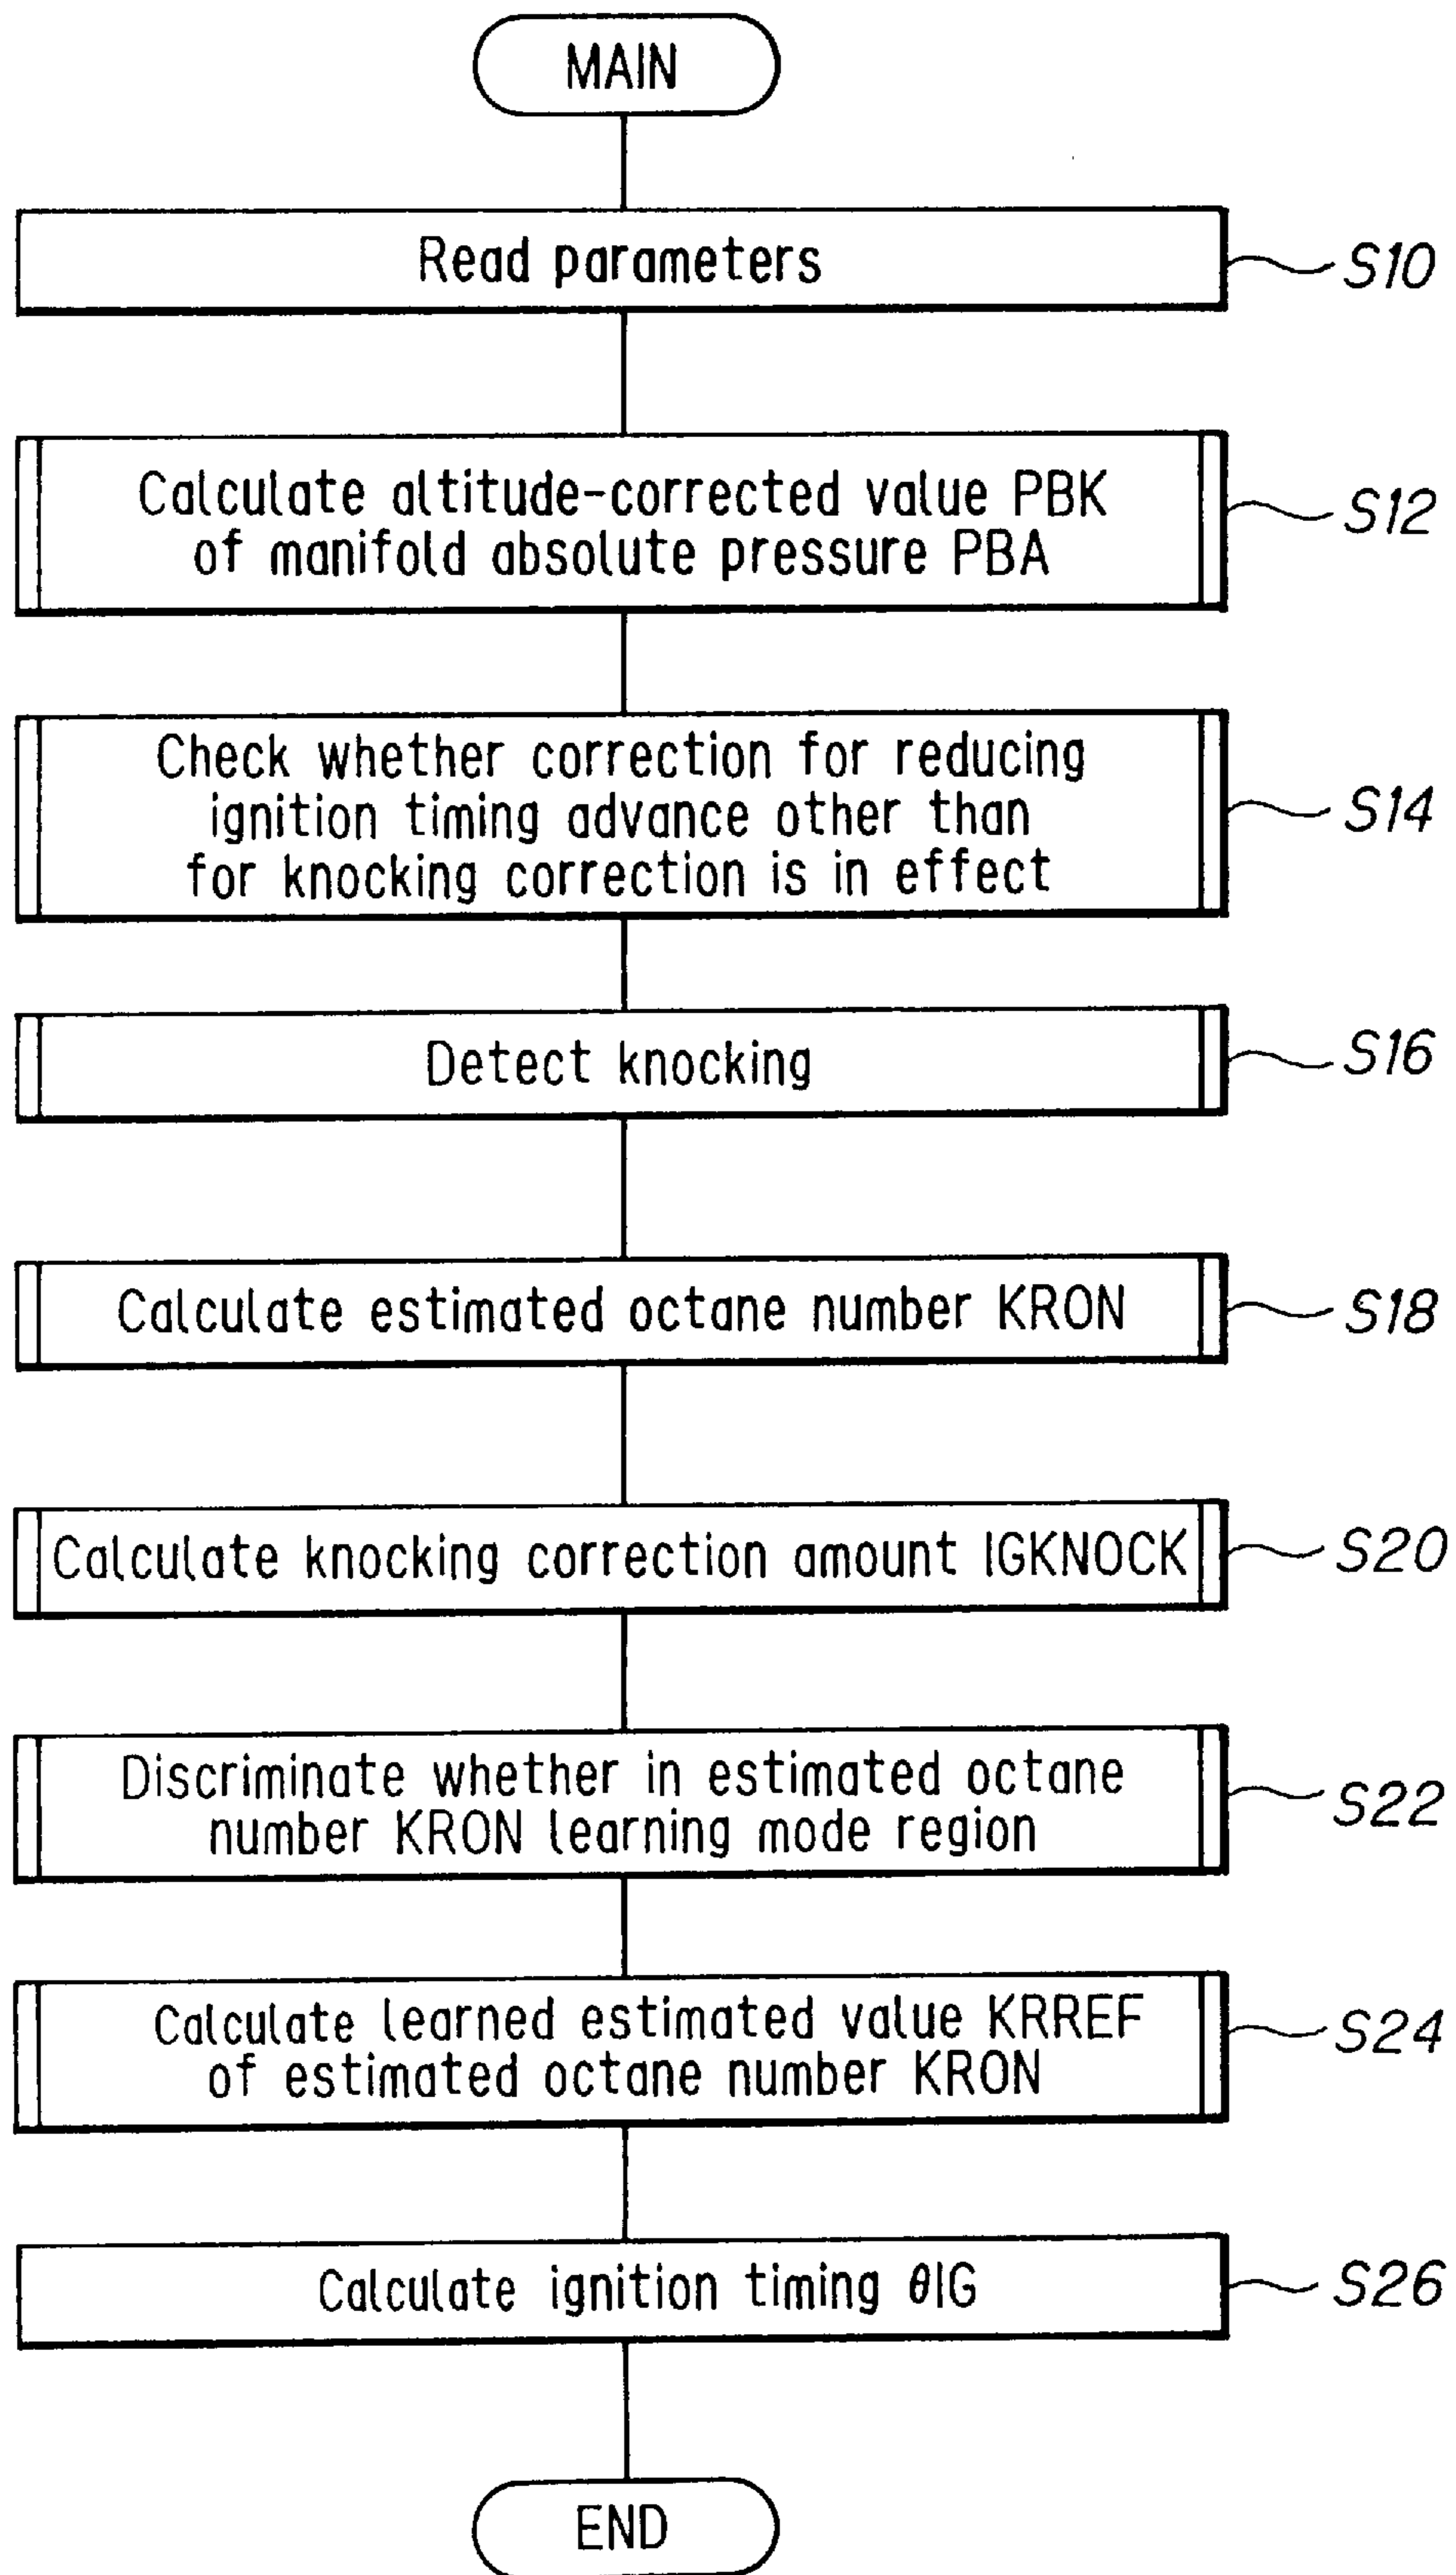 MAIN
Read parameters
S10
Calculate altitude-corrected value PBK
of manifold absolute pressure PBA
S12
Check whether correction for reducing
ignition timing advance other than
for knocking correction is in effect
S14
Detect knocking
S16
Calculate estimated octane number KRON
S18
Calculate knocking correction amount IGKNOCK
S20
Discriminate whether in estimated octane
number KRON learning mode region
S22
Calculate learned estimated value KRREF
of estimated octane number KRON
S24
Calculate ignition timing θIG
S26
END